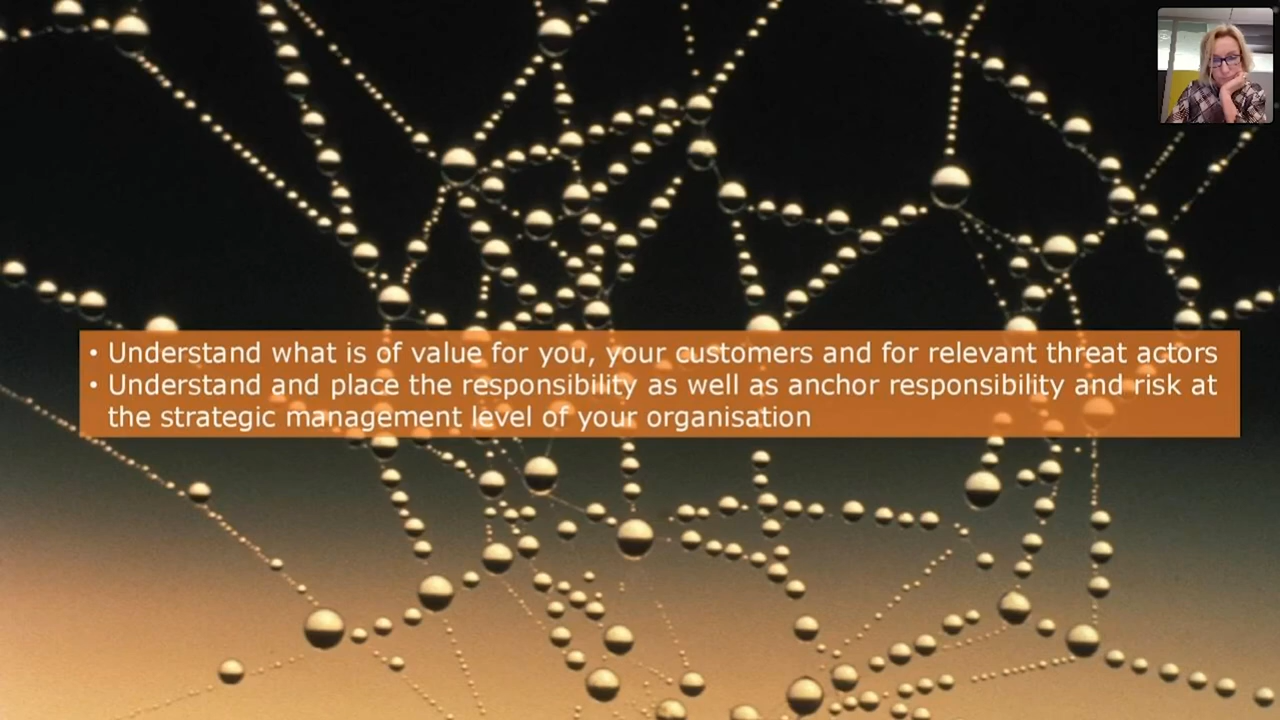 • Understand what is of value for you, your customers and for relevant threat actors
• Understand and place the responsibility as well as anchor responsibility and risk at
the strategic management level of your organisation